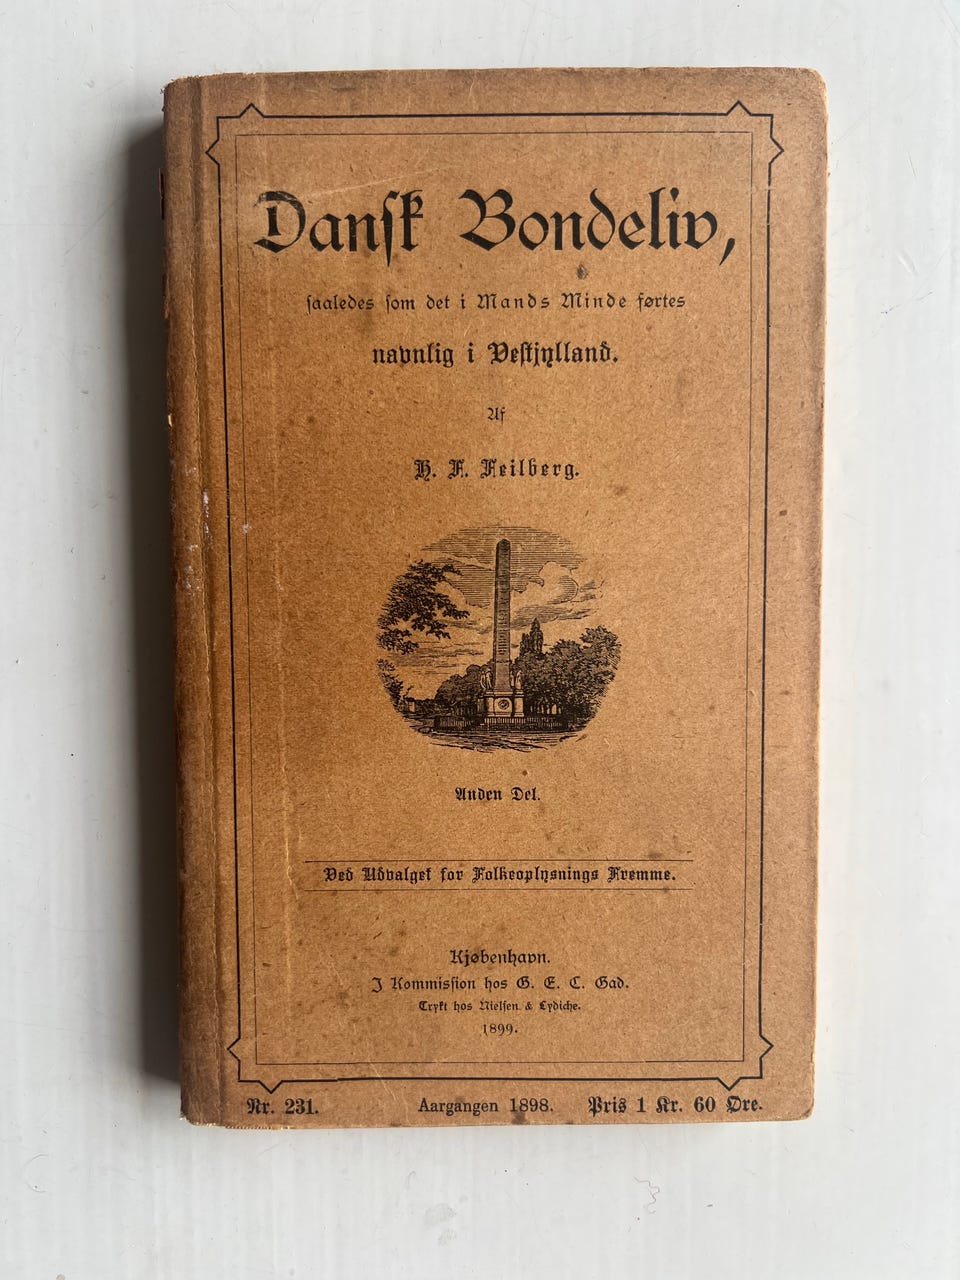 Dansk Bondeliv,
saaledes som det i Mands Minde førtes
navnlig i Vestjylland.
Af
H. F. Feilberg.
Anden Del.
Ved Udvalget for Folkeoplysnings Fremme.
Kjøbenhavn.
I Kommission hos G. E. C. Gad.
Trykt hos Nielsen & Lydiche.
1899.
Nr. 231. Aargangen 1898. Pris 1 Kr. 60 Øre.